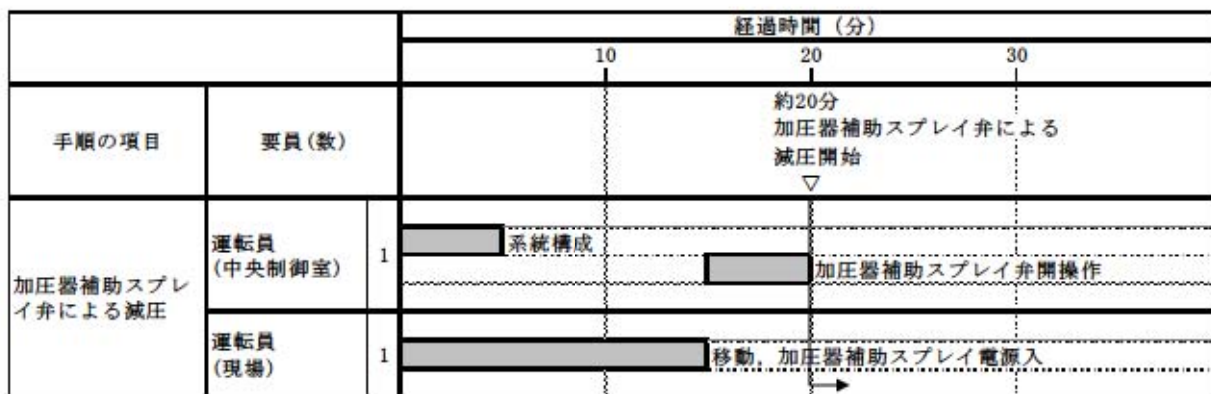 経過時間（分）
10 20 30
手順の項目 要員(数)
約20分
加圧器補助スプレイ弁による
減圧開始
▽
加圧器補助スプレ
イ弁による減圧
運転員
(中央制御室)
1
系統構成
加圧器補助スプレイ弁開操作
運転員
(現場)
1
移動，加圧器補助スプレイ電源入